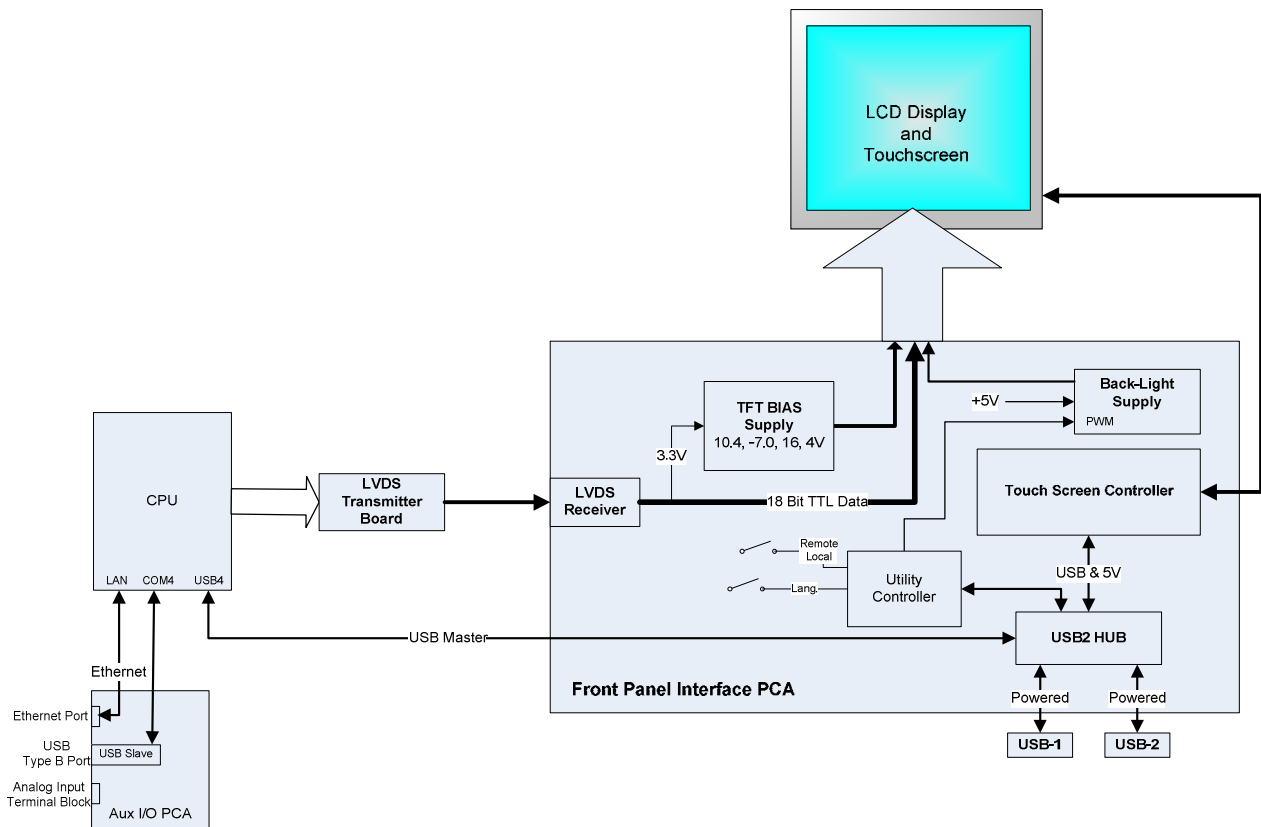 LCD Display
and
Touchscreen
Back-Light
Supply
PWM
+5V
TFT BIAS
Supply
10.4, -7.0, 16, 4V
3.3V
CPU
LAN
COM4
USB4
LVDS
Transmitter
Board
LVDS
Receiver
18 Bit TTL Data
Touch Screen Controller
Remote
Local
Lang.
Utility
Controller
USB & 5V
USB Master
USB2 HUB
Ethernet
Front Panel Interface PCA
Powered
Powered
USB-1
USB-2
Ethernet Port
USB
Type B Port
USB Slave
Analog Input
Terminal Block
Aux I/O PCA